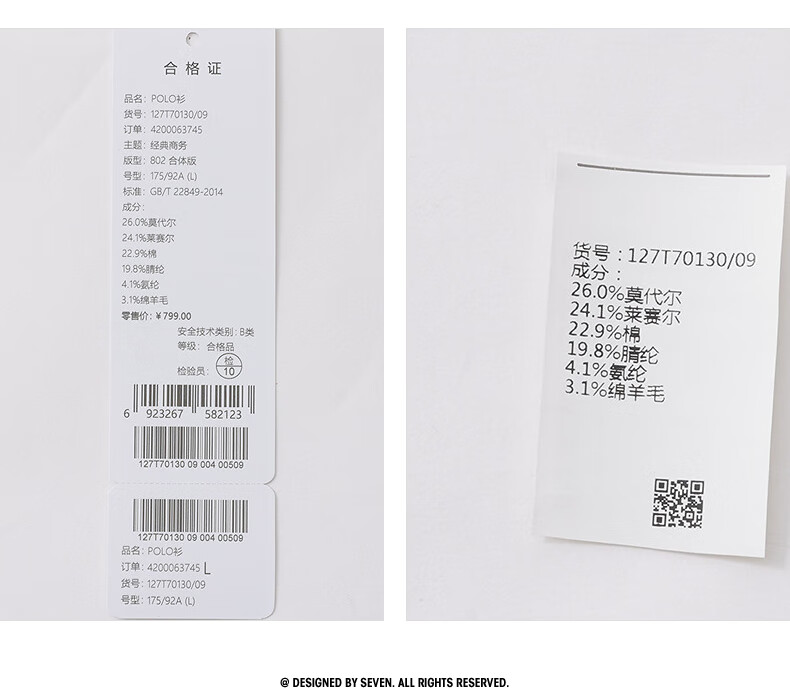 合格证
品名: POLO衫
货号: 127T70130/09
订单: 4200063745
主题: 经典商务
版型: 802 合体版
号型: 175/92A (L)
标准: GB/T 22849-2014
成分:
26.0%莫代尔
24.1%莱赛尔
22.9%棉
19.8%腈纶
4.1%氨纶
3.1%绵羊毛
零售价: ￥799.00
安全技术类别: B类
等级: 合格品
检验员: 检 10
6 923267 582123
127T70130 09 004 00509
127T70130 09 004 00509
品名: POLO衫
订单: 4200063745 L
货号: 127T70130/09
号型: 175/92A (L)
货号：127T70130/09
成分：
26.0%莫代尔
24.1%莱赛尔
22.9%棉
19.8%腈纶
4.1%氨纶
3.1%绵羊毛
@ DESIGNED BY SEVEN. ALL RIGHTS RESERVED.